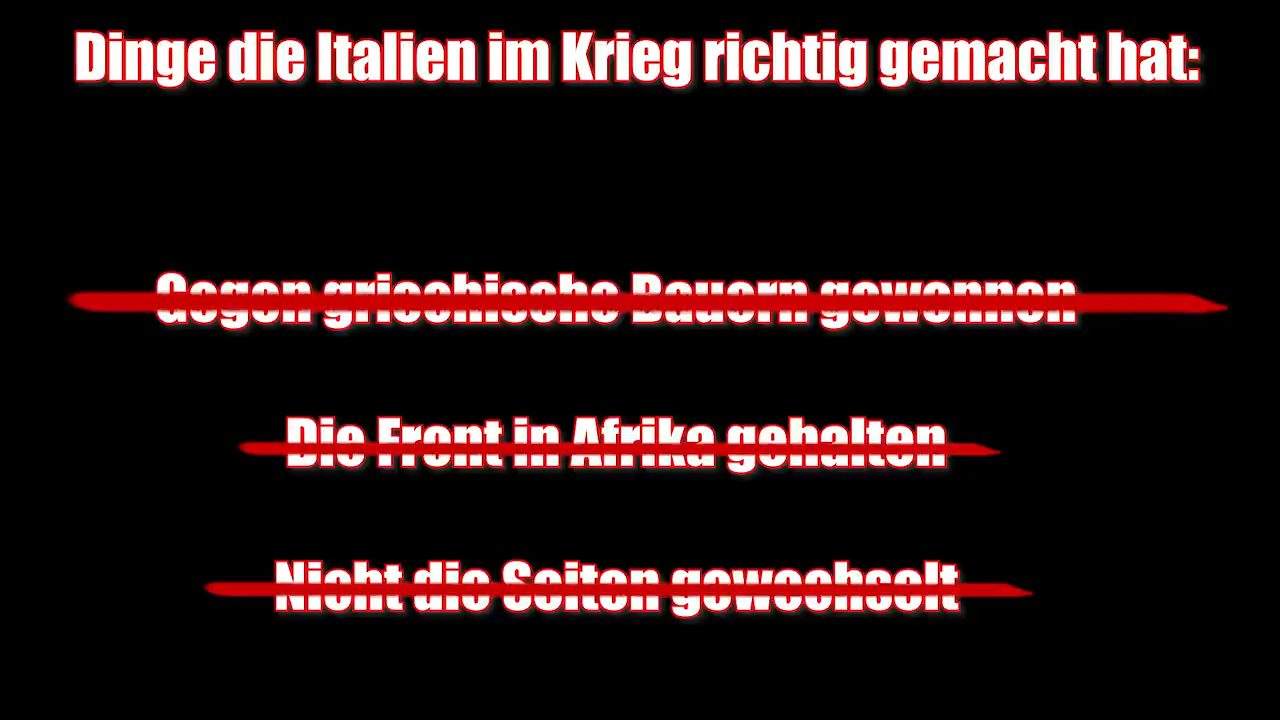 Dinge die Italien im Krieg richtig gemacht hat:
Gegen griechische Bauern gewonnen
Die Front in Afrika gehalten
Nicht die Seiten gewechselt